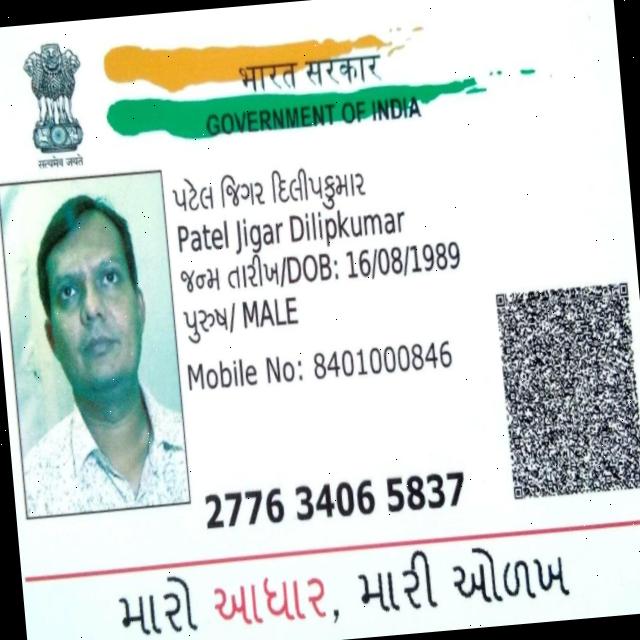 भारत સરકાર
GOVERNMENT OF INDIA
सत्यमेव जयते
પટેલ જિગર દિલીપકુમાર
Patel Jigar Dilipkumar
જન્મ તારીખ/DOB: 16/08/1989
પુરુષ/ MALE
Mobile No: 8401000846
2776 3406 5837
મારો આધાર, મારી ઓળખ